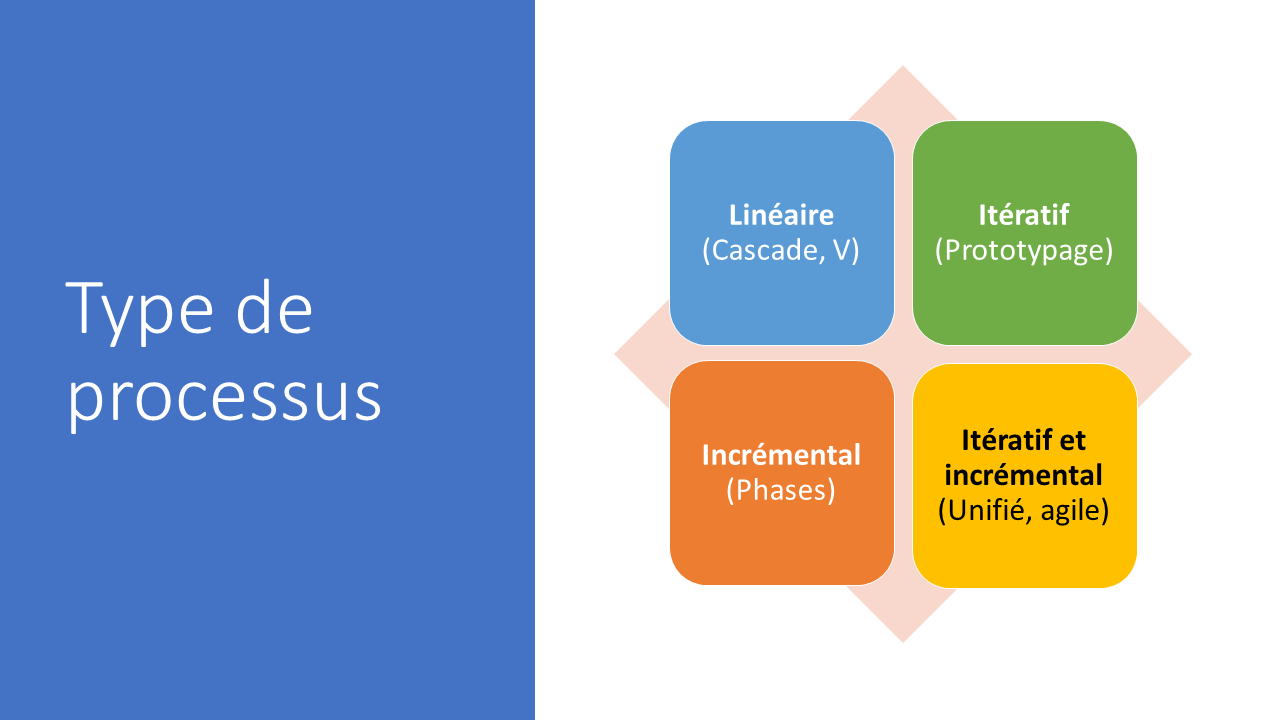 Type de
processus
Linéaire
(Cascade, V)
Itératif
(Prototypage)
Incrémental
(Phases)
Itératif et
incrémental
(Unifié, agile)